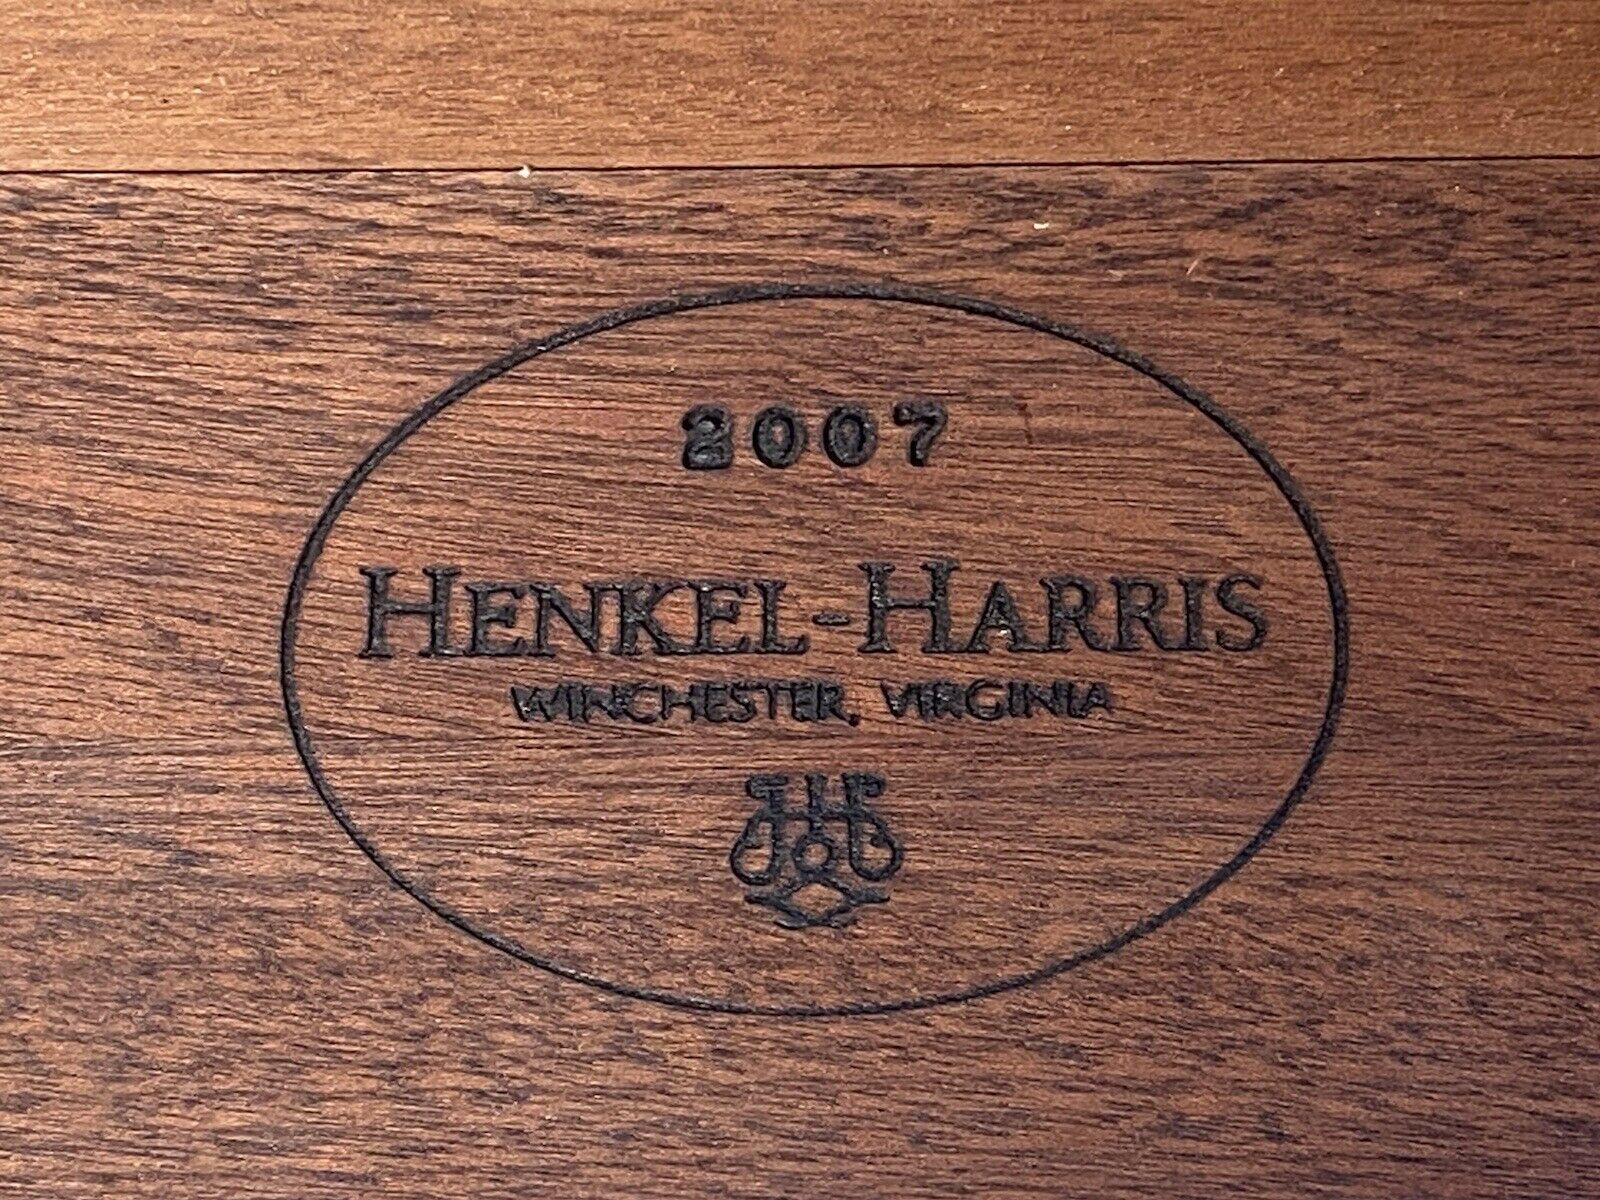 2007
HENKEL-HARRIS
WINCHESTER, VIRGINIA